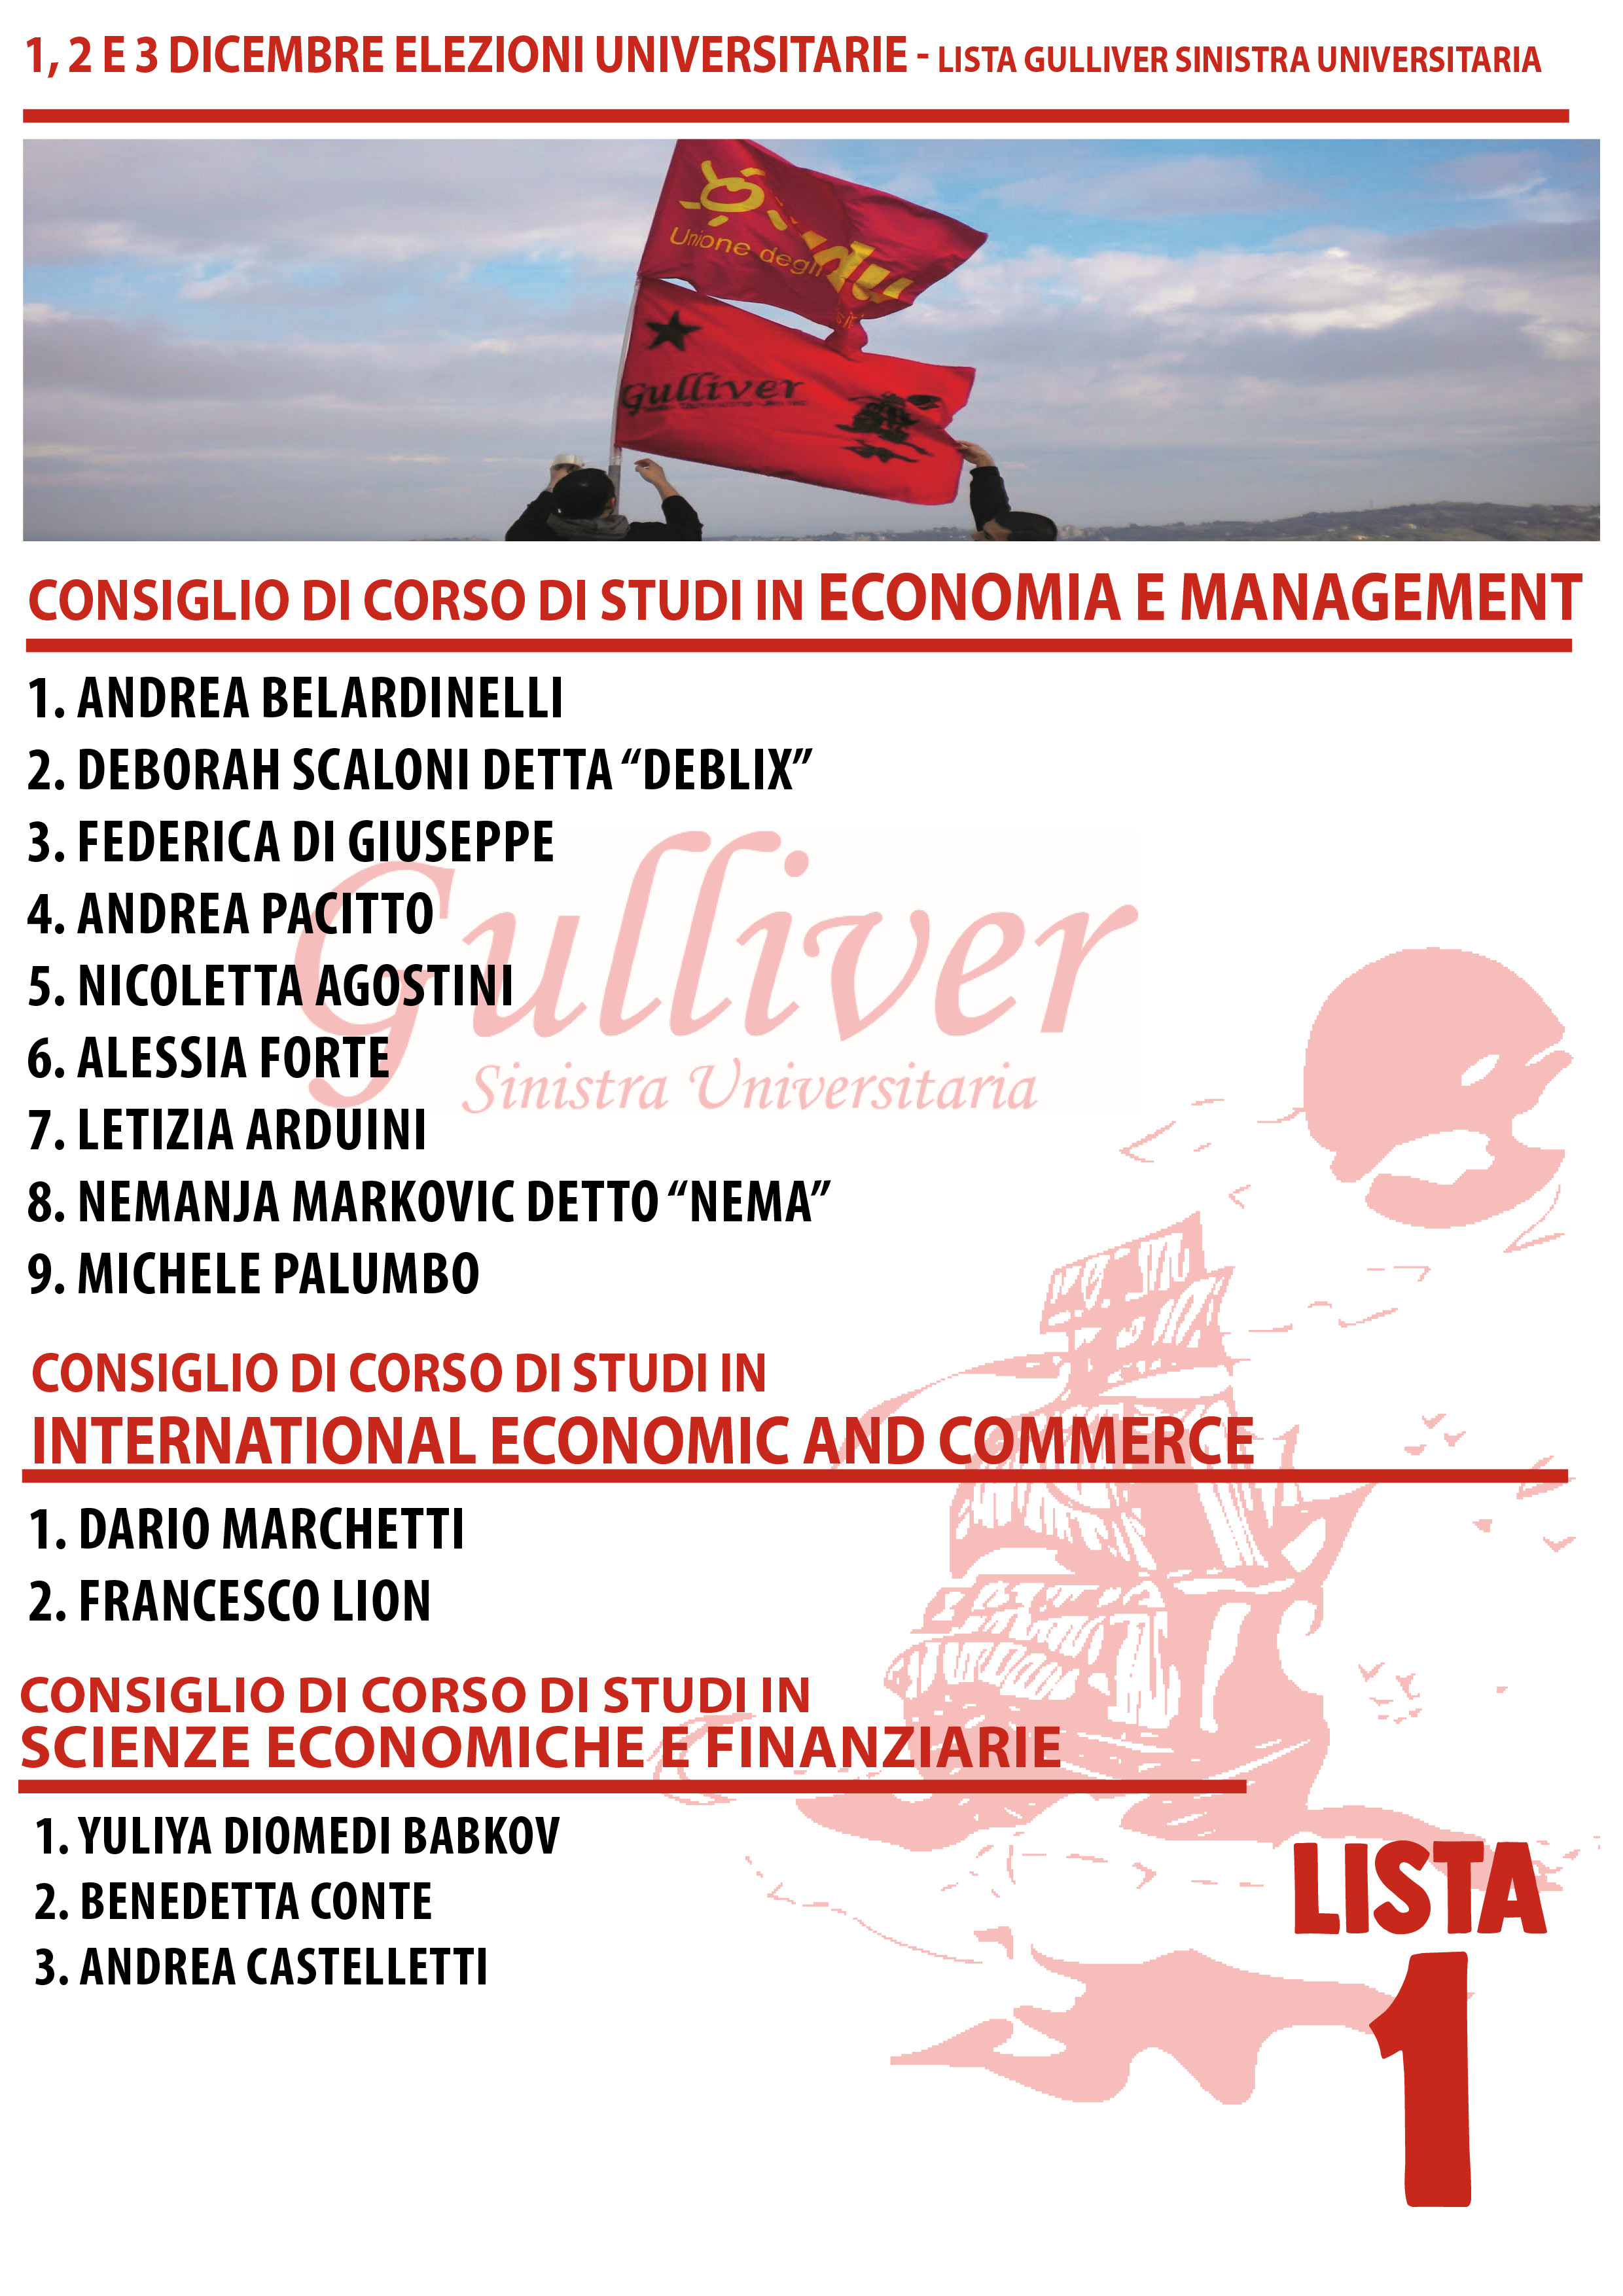 1, 2 E 3 DICEMBRE ELEZIONI UNIVERSITARIE - LISTA GULLIVER SINISTRA UNIVERSITARIA
Unione degli
Gulliver
CONSIGLIO DI CORSO DI STUDI IN ECONOMIA E MANAGEMENT
1. ANDREA BELARDINELLI
2. DEBORAH SCALONI DETTA “DEBLIX”
3. FEDERICA DI GIUSEPPE
4. ANDREA PACITTO
5. NICOLETTA AGOSTINI
6. ALESSIA FORTE
7. LETIZIA ARDUINI
8. NEMANJA MARKOVIC DETTO “NEMA”
9. MICHELE PALUMBO
Gulliver
Sinistra Universitaria
CONSIGLIO DI CORSO DI STUDI IN
INTERNATIONAL ECONOMIC AND COMMERCE
1. DARIO MARCHETTI
2. FRANCESCO LION
CONSIGLIO DI CORSO DI STUDI IN
SCIENZE ECONOMICHE E FINANZIARIE
1. YULIYA DIOMEDI BABKOV
2. BENEDETTA CONTE
3. ANDREA CASTELLETTI
LISTA
1